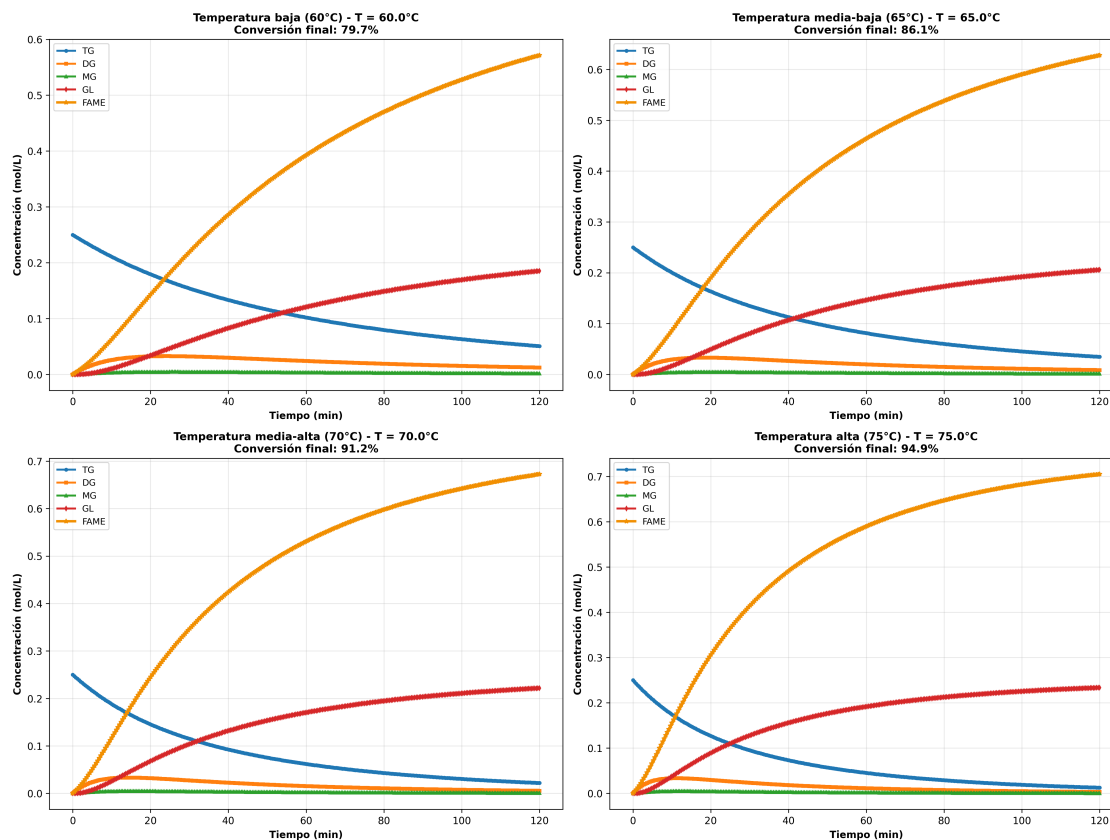 Temperatura baja (60°C) - T = 60.0°C
Conversión final: 79.7%
0.6
0.5
0.4
0.3
0.2
0.1
0.0
Concentración (mol/L)
TG
DG
MG
GL
FAME
0 20 40 60 80 100 120
Tiempo (min)
Temperatura media-baja (65°C) - T = 65.0°C
Conversión final: 86.1%
0.6
0.5
0.4
0.3
0.2
0.1
0.0
Concentración (mol/L)
TG
DG
MG
GL
FAME
0 20 40 60 80 100 120
Tiempo (min)
Temperatura media-alta (70°C) - T = 70.0°C
Conversión final: 91.2%
0.7
0.6
0.5
0.4
0.3
0.2
0.1
0.0
Concentración (mol/L)
TG
DG
MG
GL
FAME
0 20 40 60 80 100 120
Tiempo (min)
Temperatura alta (75°C) - T = 75.0°C
Conversión final: 94.9%
0.7
0.6
0.5
0.4
0.3
0.2
0.1
0.0
Concentración (mol/L)
TG
DG
MG
GL
FAME
0 20 40 60 80 100 120
Tiempo (min)